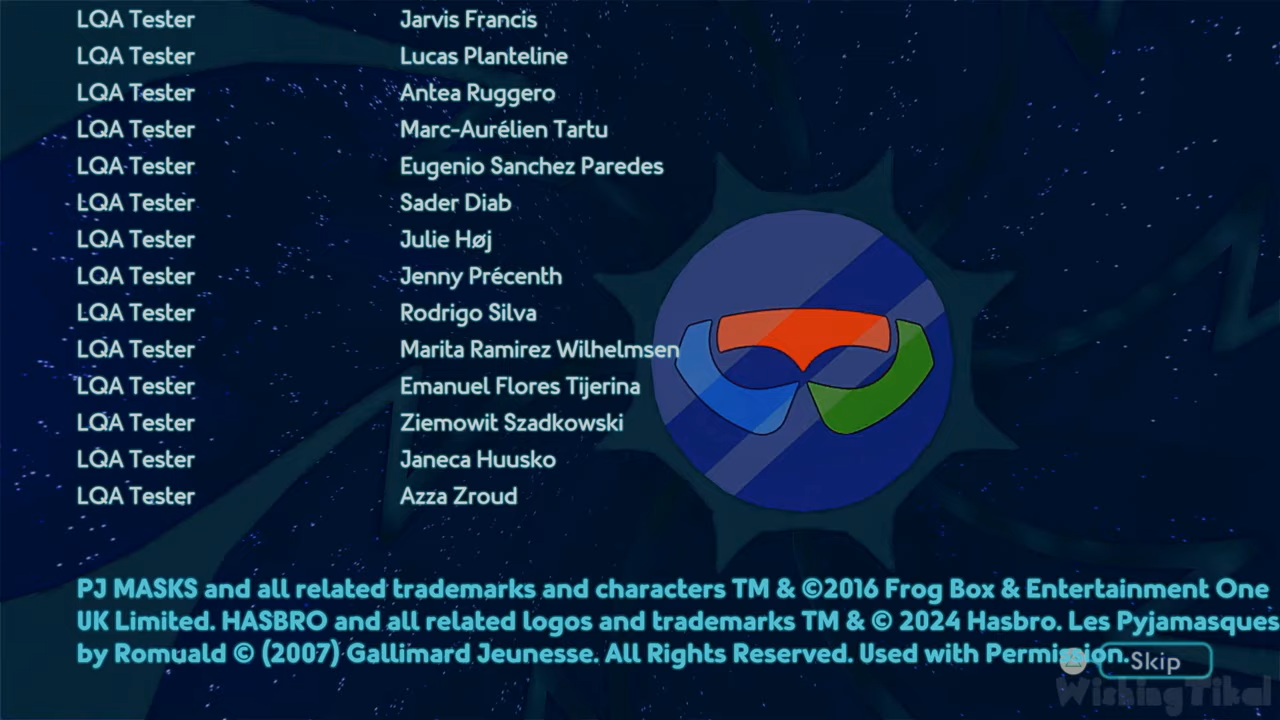 LQA Tester Jarvis Francis
LQA Tester Lucas Planteline
LQA Tester Antea Ruggero
LQA Tester Marc-Aurélien Tartu
LQA Tester Eugenio Sanchez Paredes
LQA Tester Sader Diab
LQA Tester Julie Høj
LQA Tester Jenny Précenth
LQA Tester Rodrigo Silva
LQA Tester Marita Ramirez Wilhelmsen
LQA Tester Emanuel Flores Tijerina
LQA Tester Ziemowit Szadkowski
LQA Tester Janeca Huusko
LQA Tester Azza Zroud
PJ MASKS and all related trademarks and characters TM & ©2016 Frog Box & Entertainment One
UK Limited. HASBRO and all related logos and trademarks TM & © 2024 Hasbro. Les Pyjamasques
by Romuald © (2007) Gallimard Jeunesse. All Rights Reserved. Used with Permission.
Skip
WishingTikal